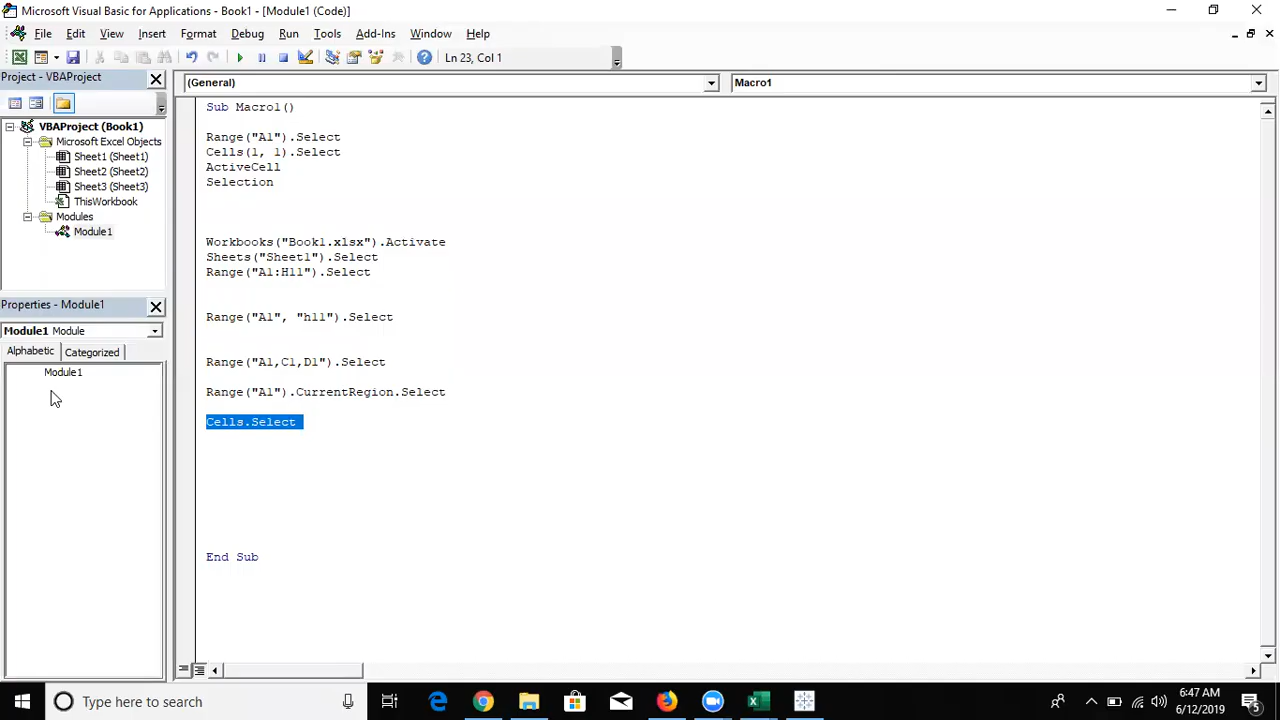 Microsoft Visual Basic for Applications - Book1 - [Module1 (Code)]
File Edit View Insert Format Debug Run Tools Add-Ins Window Help
Ln 23, Col 1
Project - VBAProject
(General)
Macro1
VBAProject (Book1)
Microsoft Excel Objects
Sheet1 (Sheet1)
Sheet2 (Sheet2)
Sheet3 (Sheet3)
ThisWorkbook
Modules
Module1
Properties - Module1
Module1 Module
Alphabetic Categorized
Module1
Sub Macro1()
Range("A1").Select
Cells(1, 1).Select
ActiveCell
Selection
Workbooks("Book1.xlsx").Activate
Sheets("Sheet1").Select
Range("A1:H11").Select
Range("A1", "h11").Select
Range("A1,C1,D1").Select
Range("A1").CurrentRegion.Select
Cells.Select
End Sub
Type here to search
6:47 AM
6/12/2019
5